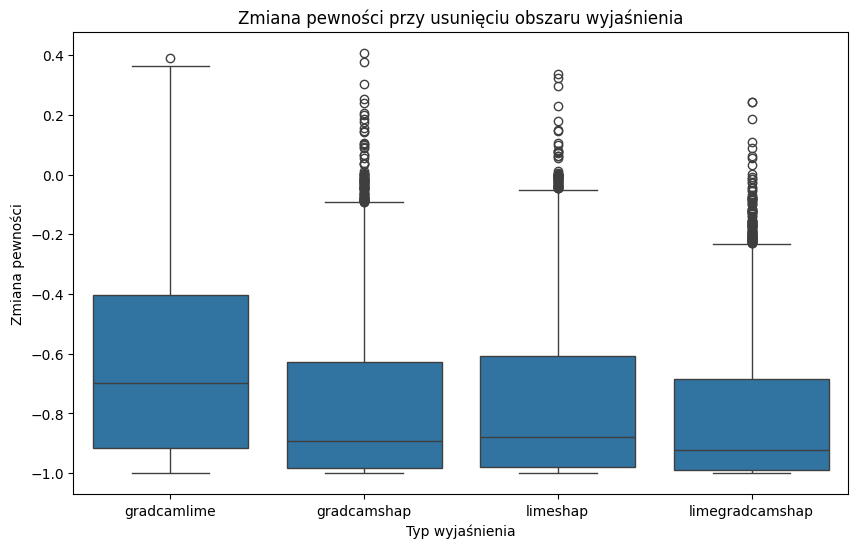 Zmiana pewności przy usunięciu obszaru wyjaśnienia
Zmiana pewności
0.4
0.2
0.0
−0.2
−0.4
−0.6
−0.8
−1.0
gradcamlime gradcamshap limeshap limegradcamshap
Typ wyjaśnienia